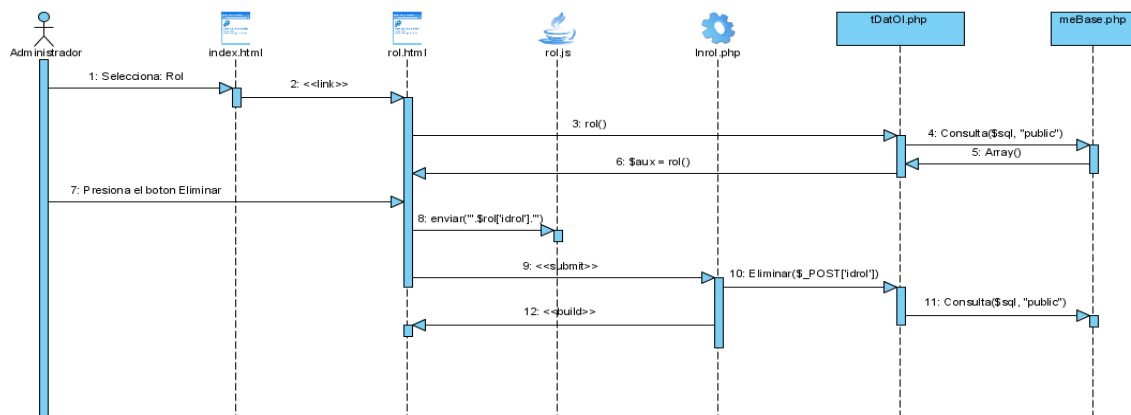 tDatOI.php
meBase.php
Administrador
index.html
rol.html
rol.js
Inrol.php
1: Selecciona: Rol
2: <<link>>
3: rol()
4: Consulta($sql, "public")
5: Array()
6: $aux = rol()
7: Presiona el boton Eliminar
8: enviar("'.$rol['idrol'].'")
9: <<submit>>
10: Eliminar($_POST['idrol'])
11: Consulta($sql, "public")
12: <<build>>